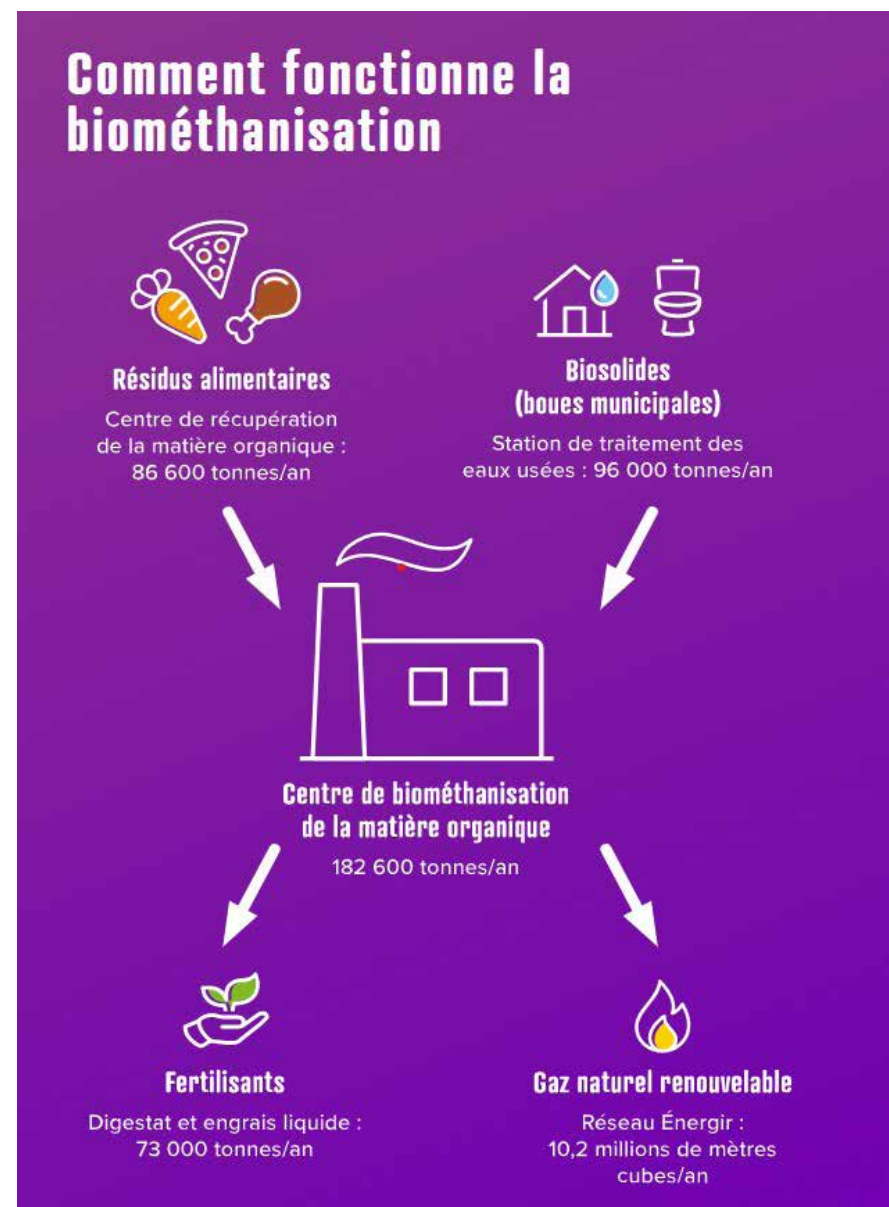 Comment fonctionne la
biométhanisation
Résidus alimentaires
Centre de récupération
de la matière organique :
86 600 tonnes/an
Biosolides
(boues municipales)
Station de traitement des
eaux usées : 96 000 tonnes/an
Centre de biométhanisation
de la matière organique
182 600 tonnes/an
Fertilisants
Digestat et engrais liquide :
73 000 tonnes/an
Gaz naturel renouvelable
Réseau Énergir :
10,2 millions de mètres
cubes/an